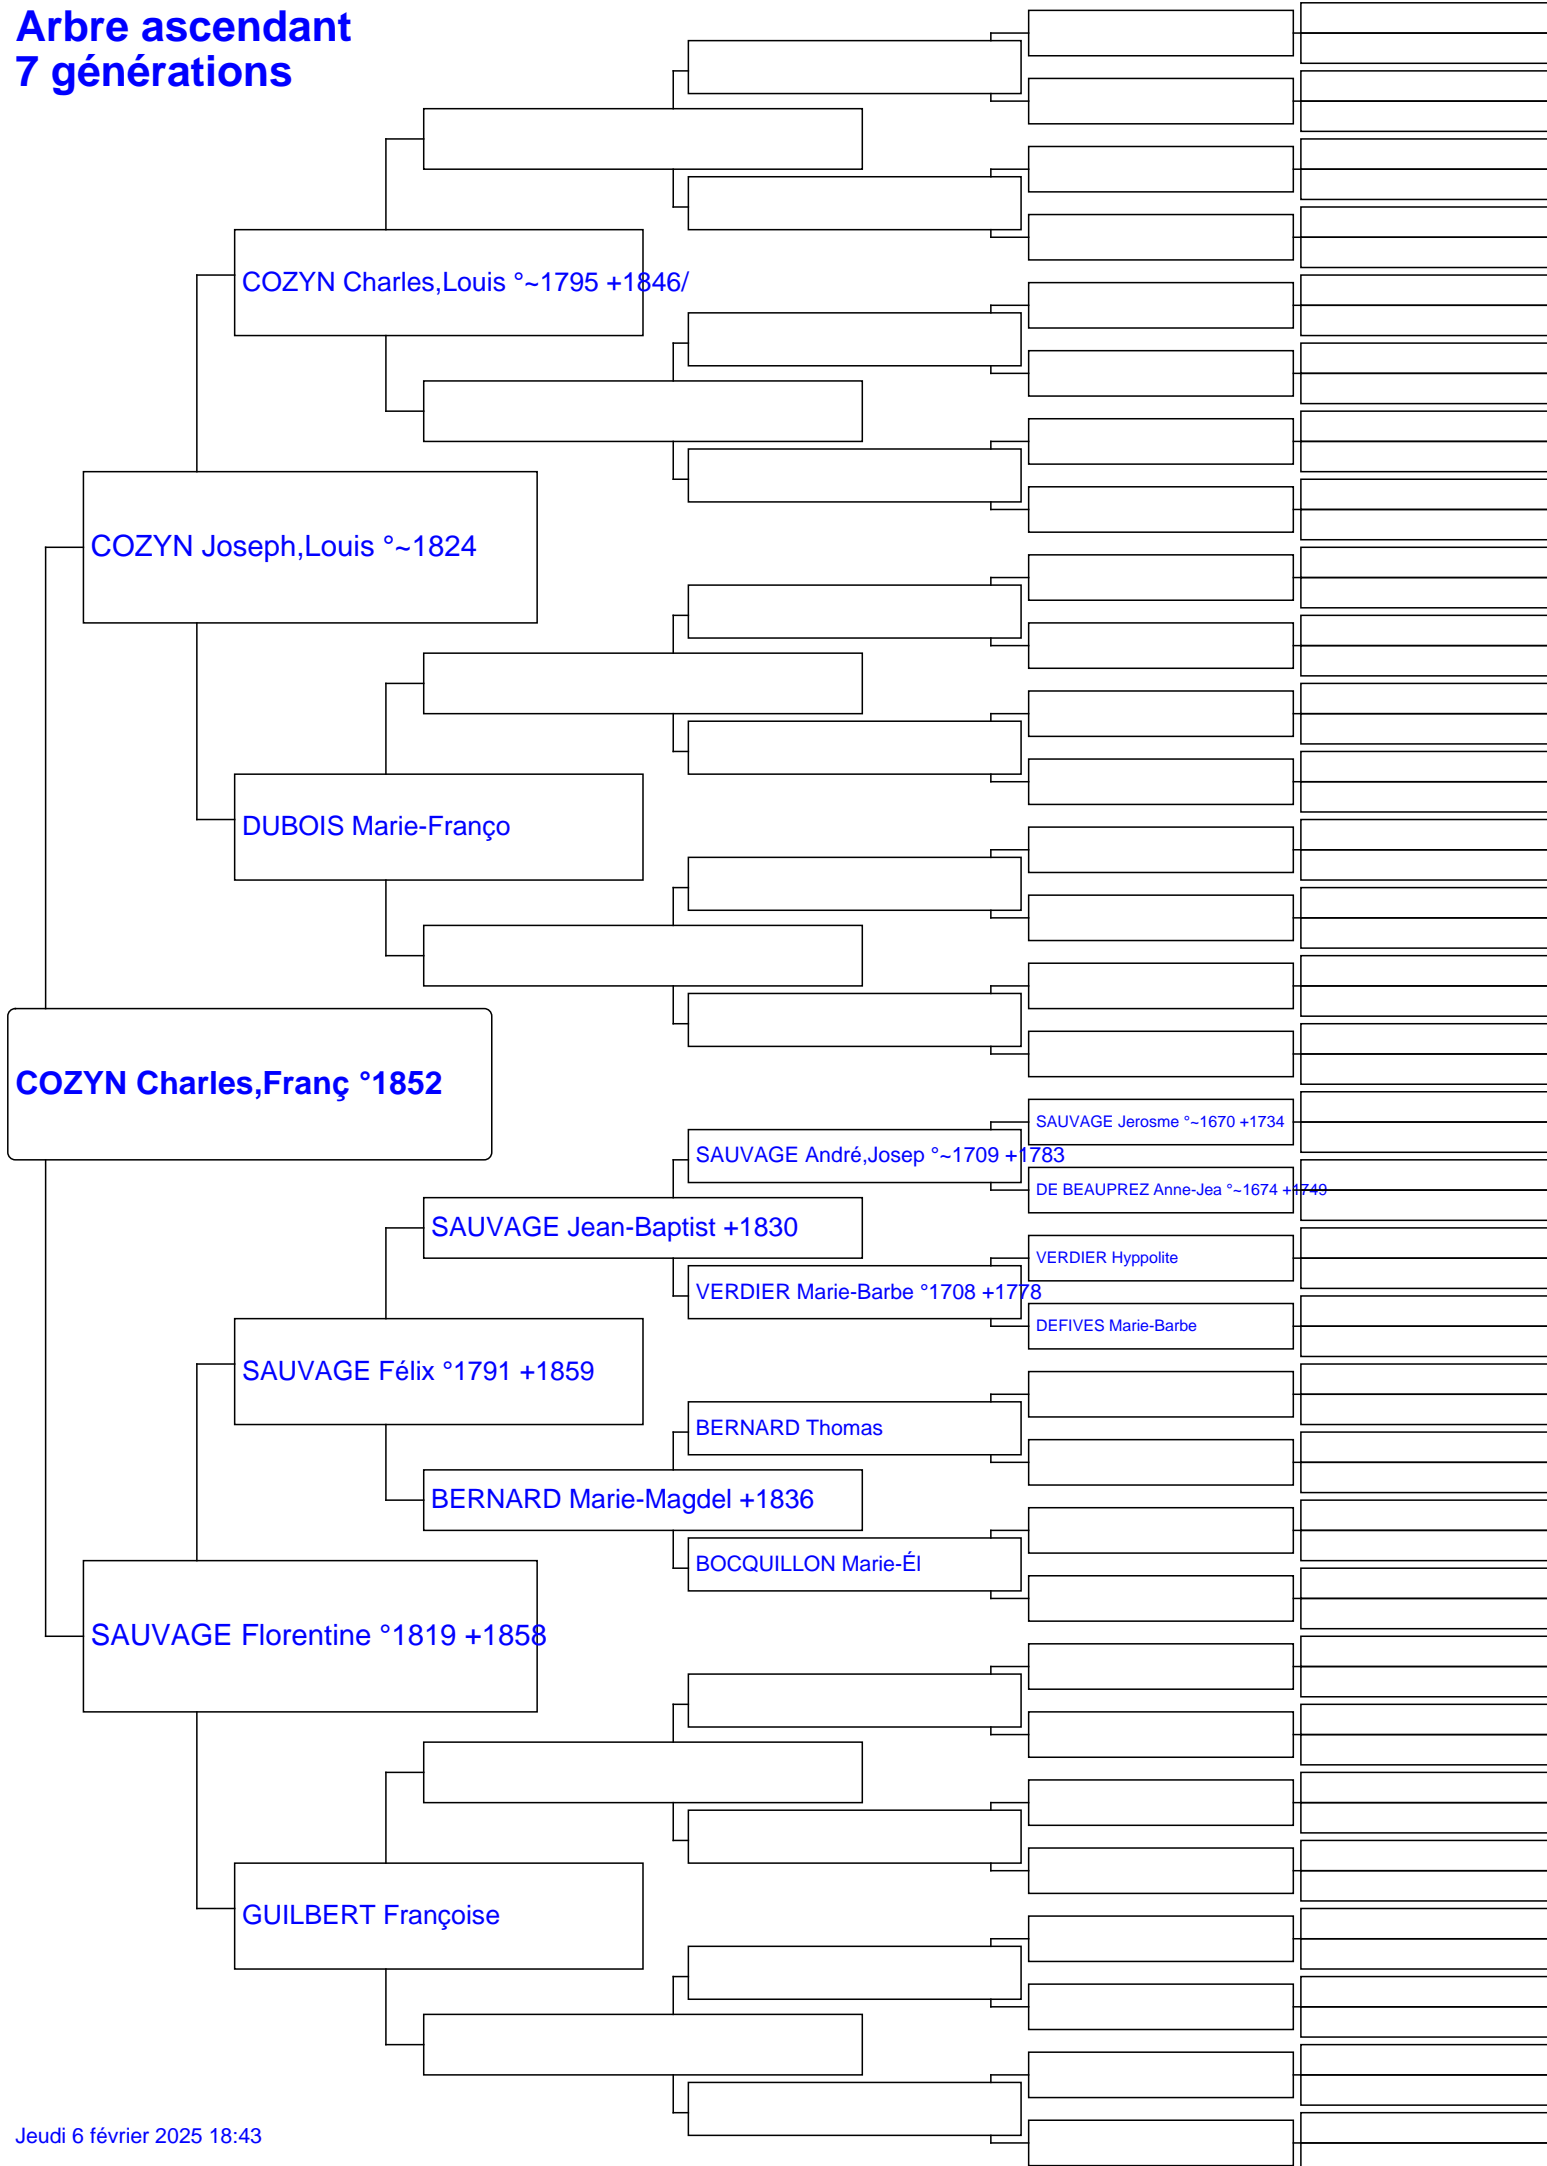 Arbre ascendant
7 générations
COZYN Charles,Louis °~1795 +1846/
COZYN Joseph,Louis °~1824
DUBOIS Marie-Franço
COZYN Charles,Franç °1852
SAUVAGE Jerosme °~1670 +1734
SAUVAGE André,Josep °~1709 +1783
DE BEAUPREZ Anne-Jea °~1674 +1749
SAUVAGE Jean-Baptist +1830
VERDIER Hyppolite
VERDIER Marie-Barbe °1708 +1778
DEFIVES Marie-Barbe
SAUVAGE Félix °1791 +1859
BERNARD Thomas
BERNARD Marie-Magdel +1836
BOCQUILLON Marie-Él
SAUVAGE Florentine °1819 +1858
GUILBERT Françoise
Jeudi 6 février 2025 18:43